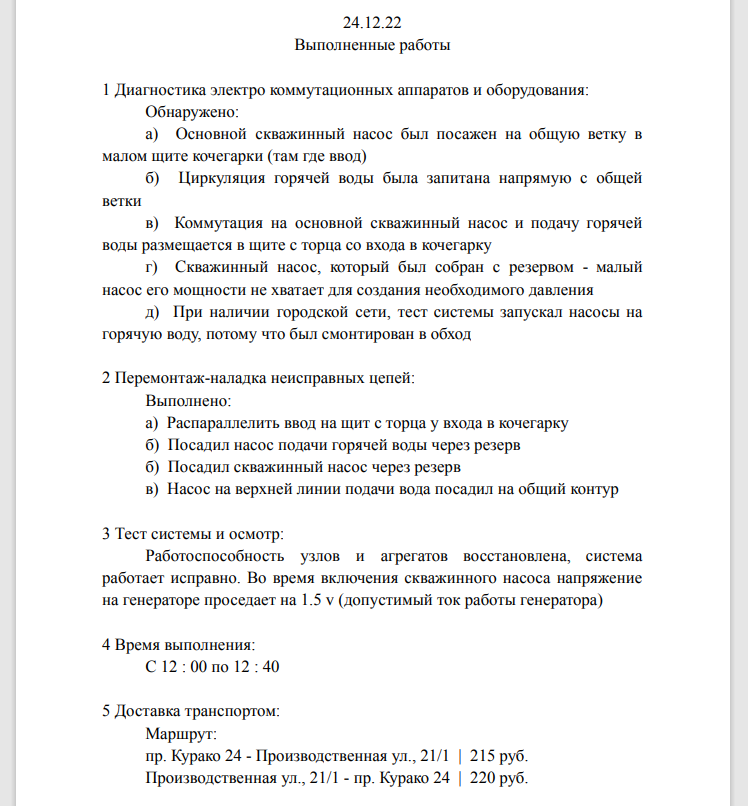 24.12.22
Выполненные работы
1 Диагностика электро коммутационных аппаратов и оборудования:
Обнаружено:
а) Основной скважинный насос был посажен на общую ветку в
малом щите кочегарки (там где ввод)
б) Циркуляция горячей воды была запитана напрямую с общей
ветки
в) Коммутация на основной скважинный насос и подачу горячей
воды размещается в щите с торца со входа в кочегарку
г) Скважинный насос, который был собран с резервом - малый
насос его мощности не хватает для создания необходимого давления
д) При наличии городской сети, тест системы запускал насосы на
горячую воду, потому что был смонтирован в обход
2 Перемонтаж-наладка неисправных цепей:
Выполнено:
а) Распараллелить ввод на щит с торца у входа в кочегарку
б) Посадил насос подачи горячей воды через резерв
б) Посадил скважинный насос через резерв
в) Насос на верхней линии подачи вода посадил на общий контур
3 Тест системы и осмотр:
Работоспособность узлов и агрегатов восстановлена, система
работает исправно. Во время включения скважинного насоса напряжение
на генераторе проседает на 1.5 v (допустимый ток работы генератора)
4 Время выполнения:
С 12 : 00 по 12 : 40
5 Доставка транспортом:
Маршрут:
пр. Курако 24 - Производственная ул., 21/1 | 215 руб.
Производственная ул., 21/1 - пр. Курако 24 | 220 руб.